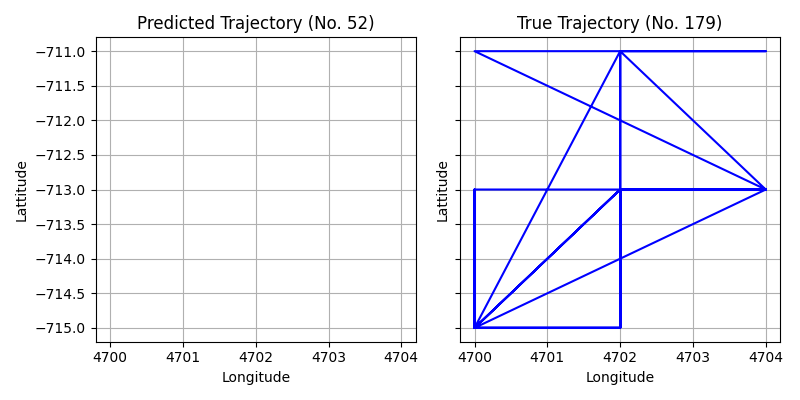 Predicted Trajectory (No. 52)
True Trajectory (No. 179)
Lattitude
−711.0
−711.5
−712.0
−712.5
−713.0
−713.5
−714.0
−714.5
−715.0
4700 4701 4702 4703 4704
Longitude
Lattitude
4700 4701 4702 4703 4704
Longitude